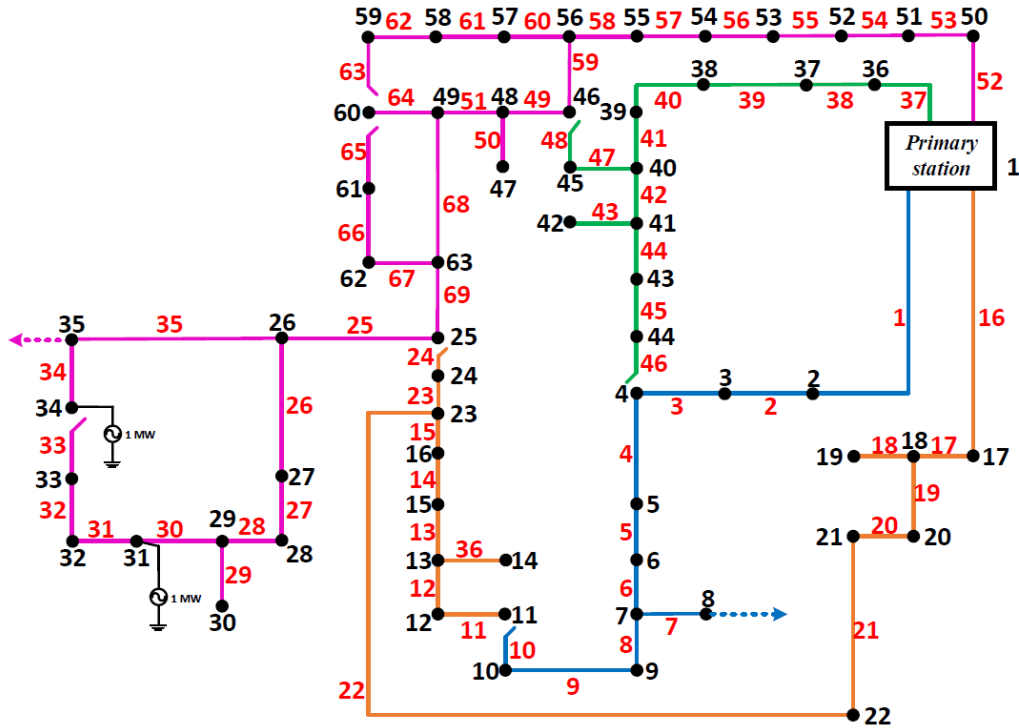 59 62 58 61 57 60 56 58 55 57 54 56 53 55 52 54 51 53 50
63 59 38 37 36 52
64 49 51 48 49 46 39 40 39 38 37
60
65 50 48 41 Primary
station 1
61 47 45 47 40
66 68 42 43 42 41
62 67 63 44
69 43
35 35 26 25 25 45 1 16
44
24 46
34 24 3 2
34 26 23 4 3 2
1 MW 23
33 15 18 18 17
33 16 4 19 17
27 14
32 15 5 19
31 30 29 28 27 13 5 20
32 31 28 36 21 20
29 13 14 6
1 MW 12 6
30 12 11 11 7 8 21
10 8 7
10 9 9
22 22